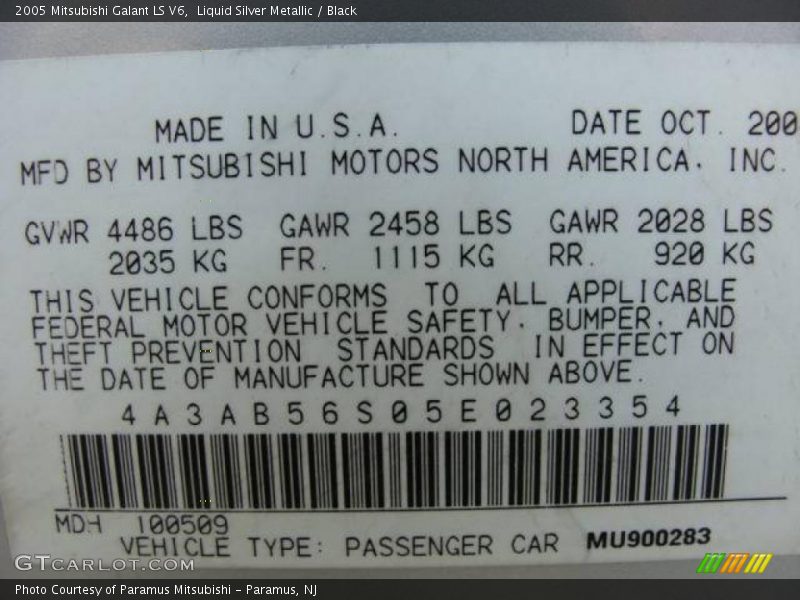 2005 Mitsubishi Galant LS V6, Liquid Silver Metallic / Black
MADE IN U.S.A. DATE OCT. 200
MFD BY MITSUBISHI MOTORS NORTH AMERICA. INC.
GVWR 4486 LBS GAWR 2458 LBS GAWR 2028 LBS
2035 KG FR. 1115 KG RR. 920 KG
THIS VEHICLE CONFORMS TO ALL APPLICABLE
FEDERAL MOTOR VEHICLE SAFETY. BUMPER. AND
THEFT PREVENTION STANDARDS IN EFFECT ON
THE DATE OF MANUFACTURE SHOWN ABOVE.
4A3AB56S05E023354
MDH 100509
VEHICLE TYPE: PASSENGER CAR MU900283
GTCARLOT.COM
Photo Courtesy of Paramus Mitsubishi - Paramus, NJ